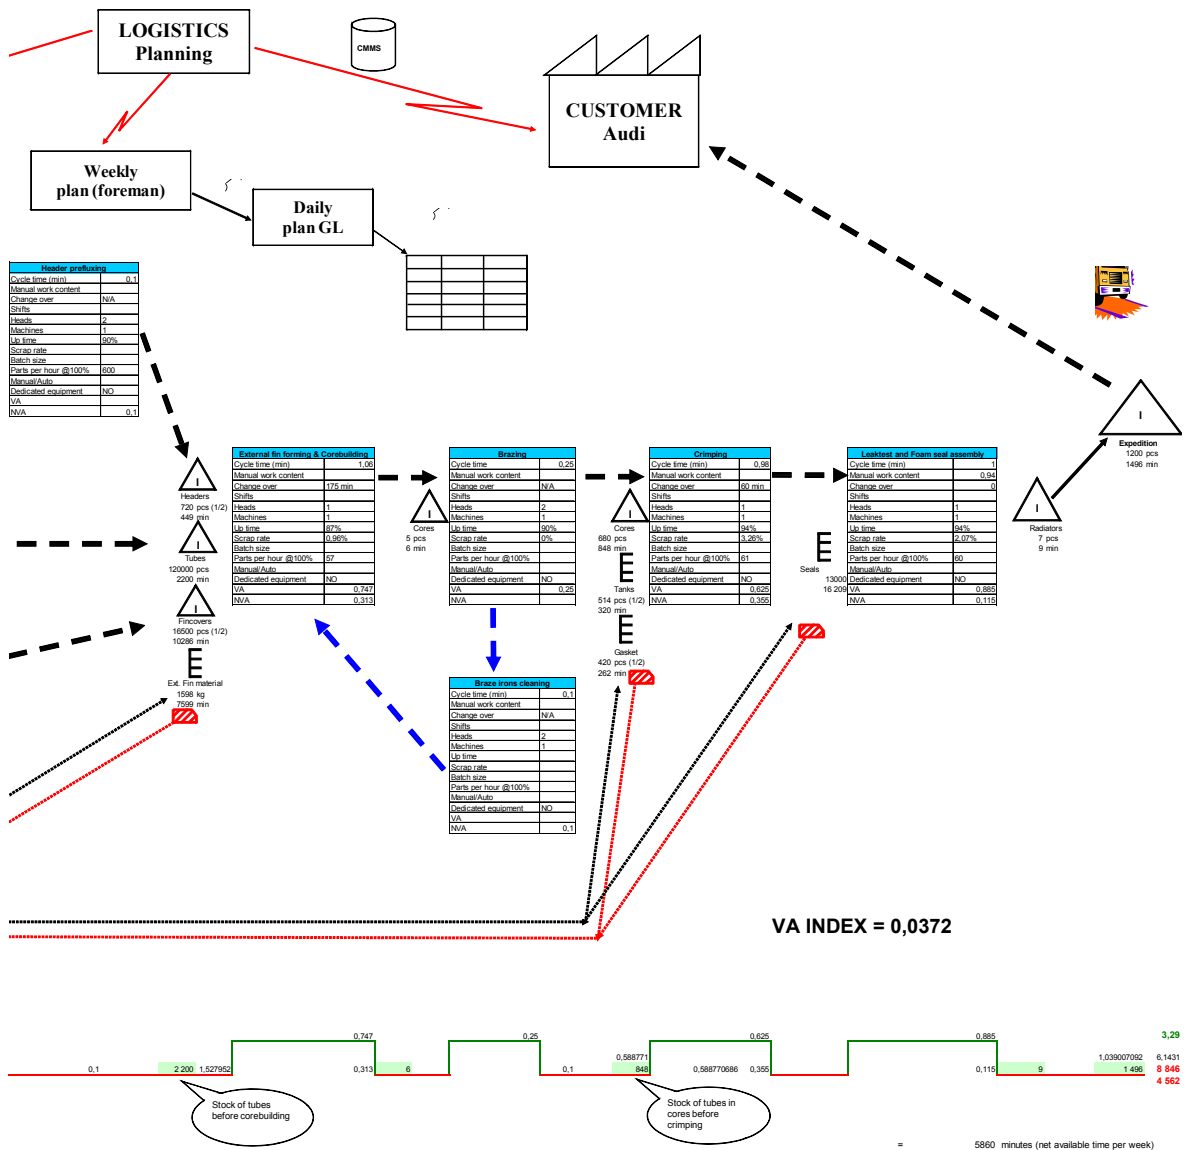 LOGISTICS
Planning
CMMS
CUSTOMER
Audi
Weekly
plan (foreman)
Daily
plan GL
Header prefluxing
Cycle time (min) 0,1
Manual work content
Change over N/A
Shifts
Heads 2
Machines 1
Up time 90%
Scrap rate
Batch size
Parts per hour @100% 600
Manual/Auto
Dedicated equipment NO
VA
NVA 0,1
I
Expedition
1200 pcs
1496 min
I
Headers
720 pcs (1/2)
449 min
I
Tubes
120000 pcs
2200 min
I
Fincovers
16500 pcs (1/2)
10286 min
Ext. Fin material
1598 kg
7599 min
External fin forming & Corebuilding
Cycle time (min) 1,06
Manual work content
Change over 175 min
Shifts
Heads 1
Machines 1
Up time 87%
Scrap rate 0,96%
Batch size
Parts per hour @100% 57
Manual/Auto
Dedicated equipment NO
VA 0,747
NVA 0,313
I
Cores
5 pcs
6 min
Brazing
Cycle time 0,25
Manual work content
Change over N/A
Shifts
Heads 2
Machines 1
Up time 90%
Scrap rate 0%
Batch size
Parts per hour @100%
Manual/Auto
Dedicated equipment NO
VA 0,25
NVA
I
Cores
680 pcs
848 min
Tanks
514 pcs (1/2)
320 min
Gasket
420 pcs (1/2)
262 min
Crimping
Cycle time (min) 0,98
Manual work content
Change over 60 min
Shifts
Heads 1
Machines 1
Up time 94%
Scrap rate 3,26%
Batch size
Parts per hour @100% 61
Manual/Auto
Dedicated equipment NO
VA 0,625
NVA 0,355
Seals
13000
16 209
Leaktest and Foam seal assembly
Cycle time (min) 1
Manual work content 0,94
Change over 0
Shifts
Heads 1
Machines 1
Up time 94%
Scrap rate 2,07%
Batch size
Parts per hour @100% 60
Manual/Auto
Dedicated equipment NO
VA 0,885
NVA 0,115
I
Radiators
7 pcs
9 min
Braze irons cleaning
Cycle time (min) 0,1
Manual work content
Change over N/A
Shifts
Heads 2
Machines 1
Up time
Scrap rate
Batch size
Parts per hour @100%
Manual/Auto
Dedicated equipment NO
VA
NVA 0,1
VA INDEX = 0,0372
0,747 0,25 0,625 0,885 3,29
0,588771 1,039007092 6,1431
0,1 2 200 1,527952 0,313 6 0,1 848 0,588770686 0,355 0,115 9 1 496 8 846
4 562
Stock of tubes
before corebuilding
Stock of tubes in
cores before
crimping
= 5860 minutes (net available time per week)